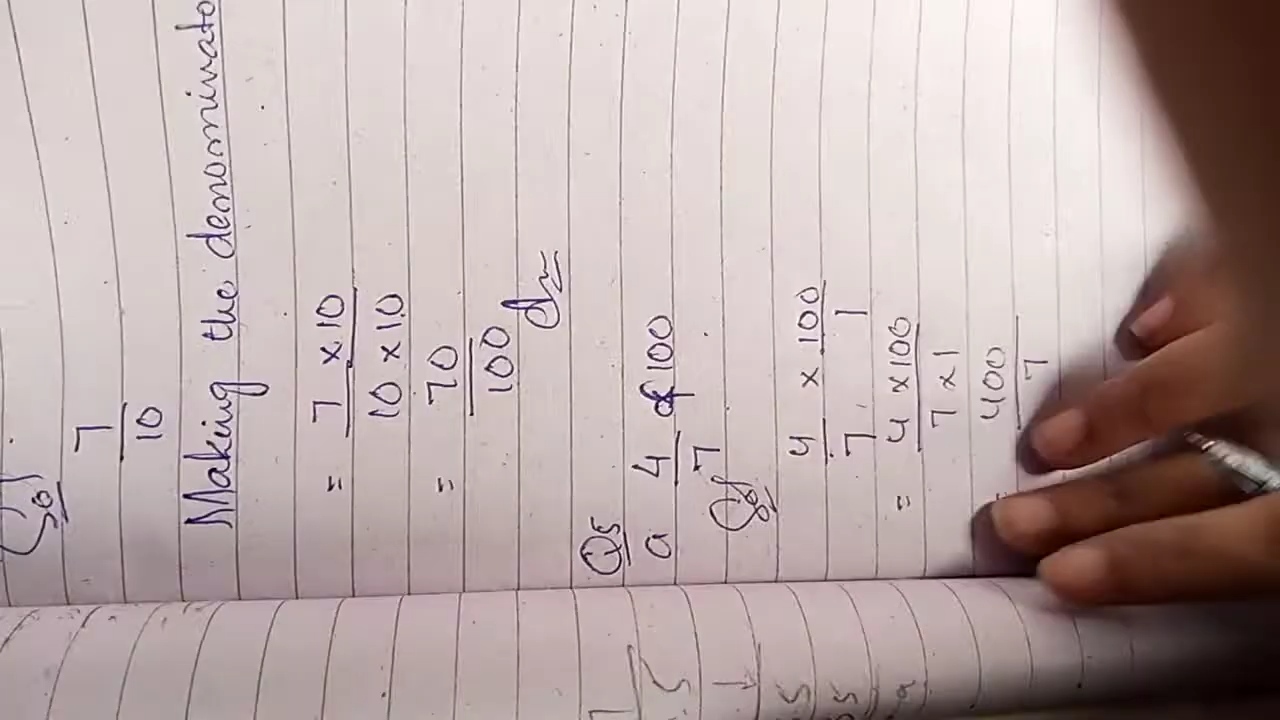 Sol
7
10
Making the denominato
= 7 × 10
10 × 10
= 70
100
Q5
a 4 of 100
7
Sol
4 × 100
7 1
= 4 × 100
7 × 1
= 400
7